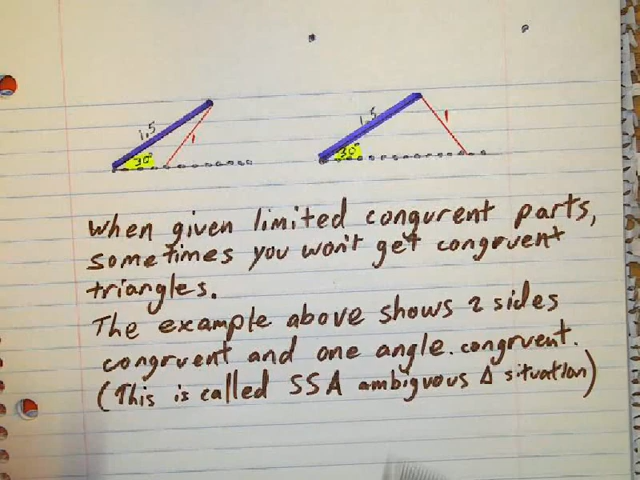 1.5 1 30°
1.5 1 30°
When given limited congurent parts,
sometimes you won't get congruent
triangles.
The example above shows 2 sides
congruent and one angle. congruent.
(This is called SSA ambiguous Δ situation)